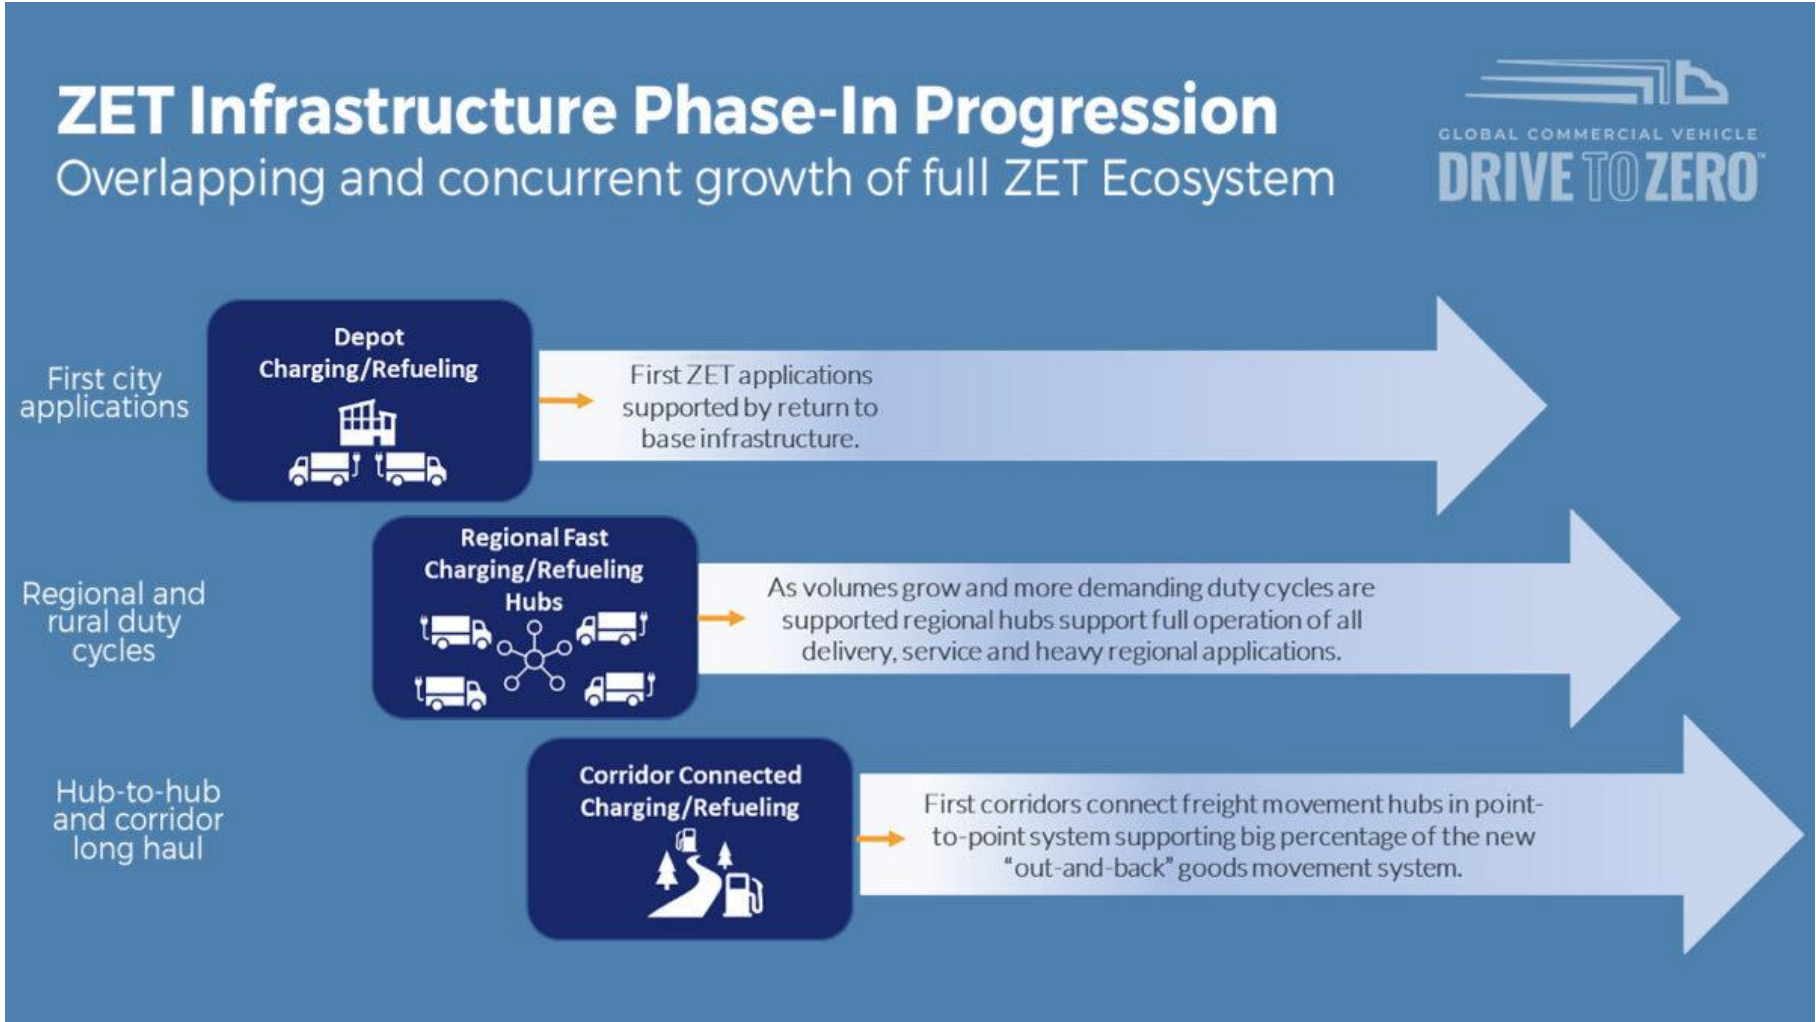 ZET Infrastructure Phase-In Progression
Overlapping and concurrent growth of full ZET Ecosystem
GLOBAL COMMERCIAL VEHICLE
DRIVE TO ZERO™
First city
applications
Depot
Charging/Refueling
First ZET applications
supported by return to
base infrastructure.
Regional and
rural duty
cycles
Regional Fast
Charging/Refueling
Hubs
As volumes grow and more demanding duty cycles are
supported regional hubs support full operation of all
delivery, service and heavy regional applications.
Hub-to-hub
and corridor
long haul
Corridor Connected
Charging/Refueling
First corridors connect freight movement hubs in point-
to-point system supporting big percentage of the new
“out-and-back” goods movement system.